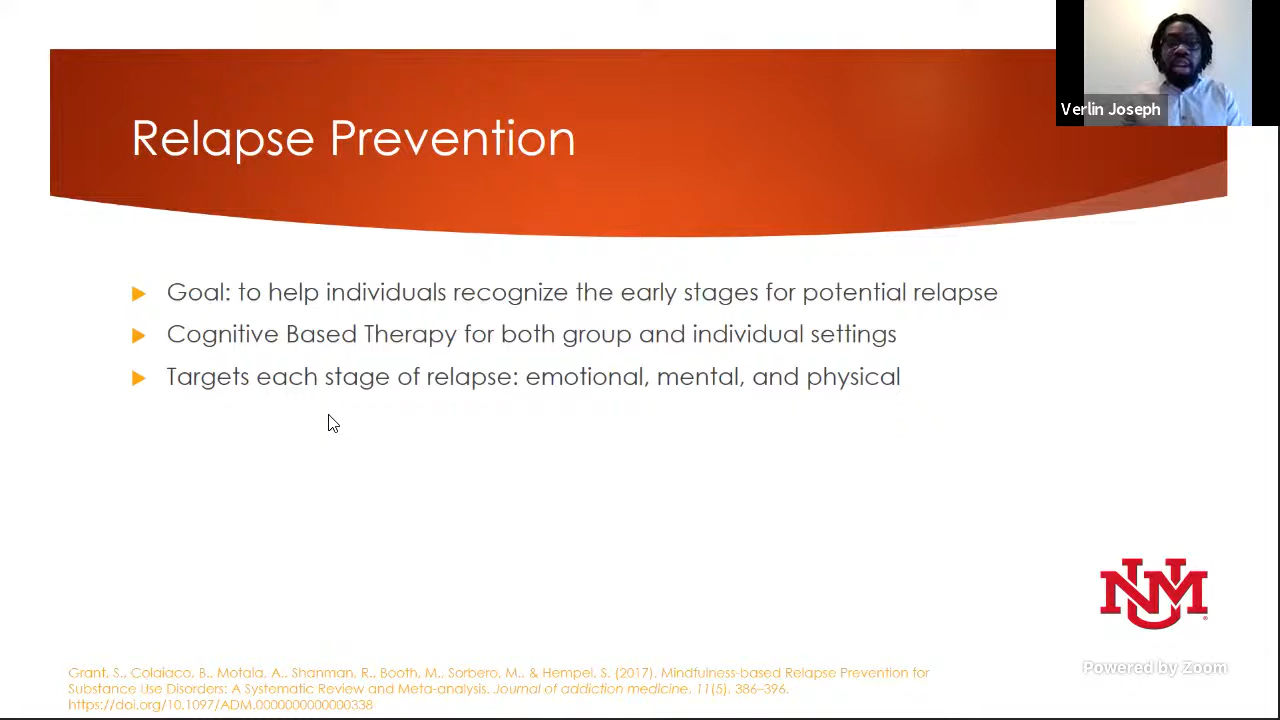 Verlin Joseph
Relapse Prevention
Goal: to help individuals recognize the early stages for potential relapse
Cognitive Based Therapy for both group and individual settings
Targets each stage of relapse: emotional, mental, and physical
UNM
Powered by Zoom
Grant, S., Colaiaco, B., Motala, A., Shanman, R., Booth, M., Sorbero, M., & Hempel, S. (2017). Mindfulness-based Relapse Prevention for
Substance Use Disorders: A Systematic Review and Meta-analysis. Journal of addiction medicine, 11(5), 386–396.
https://doi.org/10.1097/ADM.0000000000000338